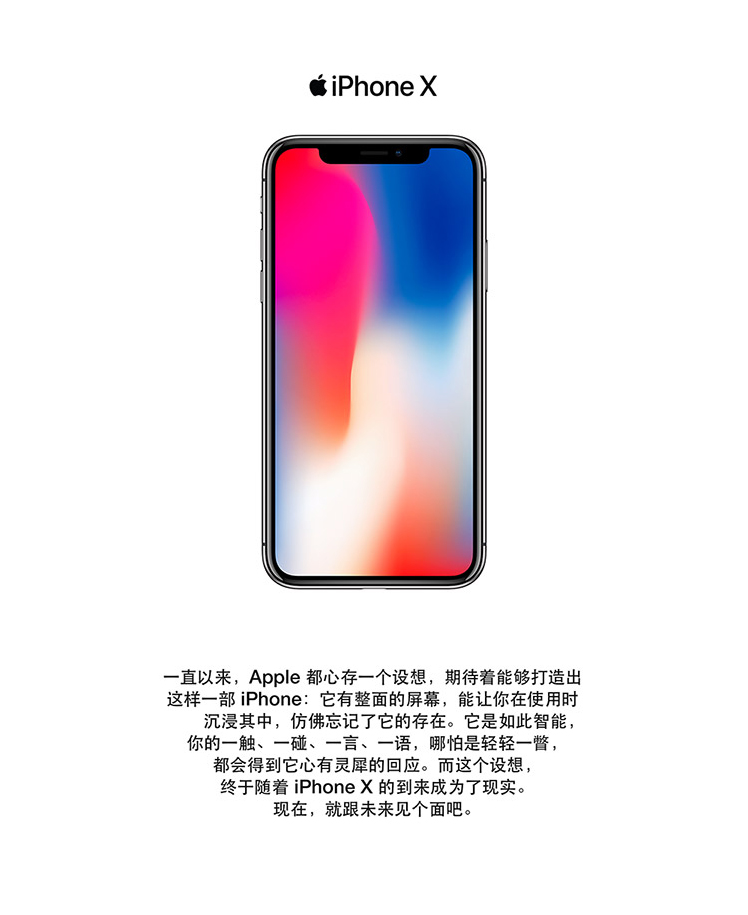 iPhone X
一直以来，Apple 都心存一个设想，期待着能够打造出
这样一部 iPhone：它有整面的屏幕，能让你在使用时
沉浸其中，仿佛忘记了它的存在。它是如此智能，
你的一触、一碰、一言、一语，哪怕是轻轻一瞥，
都会得到它心有灵犀的回应。而这个设想，
终于随着 iPhone X 的到来成为了现实。
现在，就跟未来见个面吧。